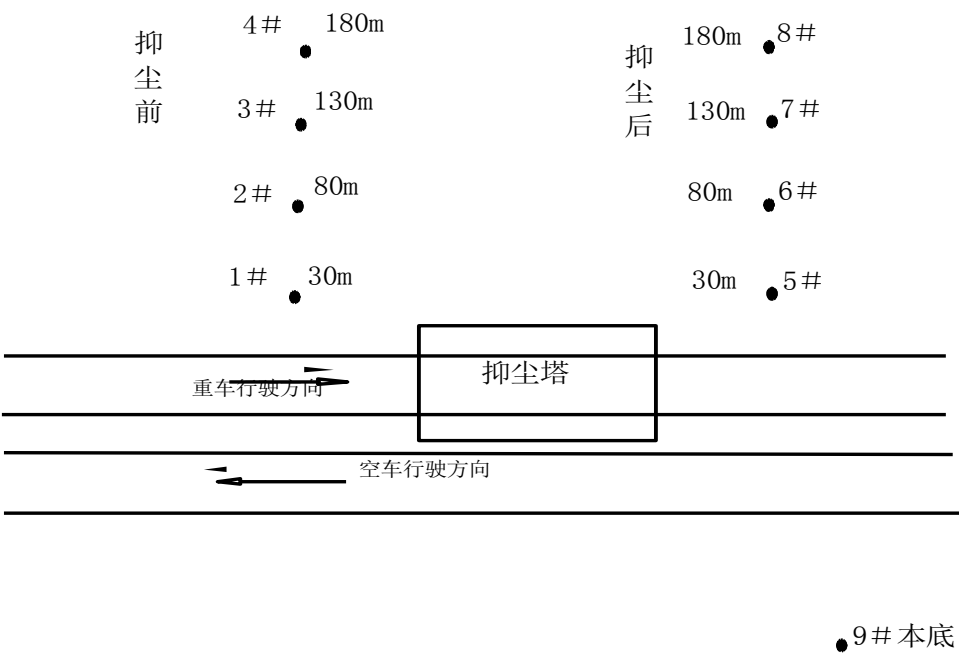 抑尘前
4＃ 180m
3＃ 130m
2＃ 80m
1＃ 30m
抑尘后
180m 8＃
130m 7＃
80m 6＃
30m 5＃
抑尘塔
重车行驶方向
空车行驶方向
9＃本底